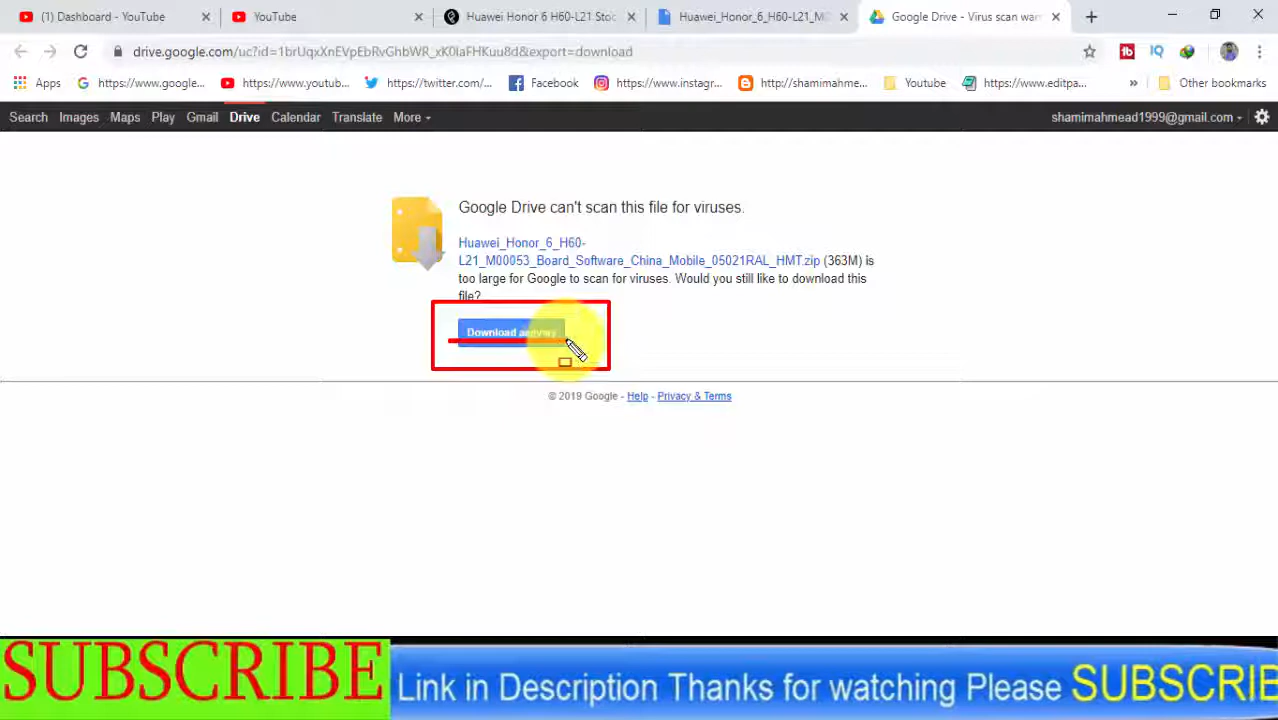 (1) Dashboard - YouTube
YouTube
Huawei Honor 6 H60-L21 Stoc
Huawei_Honor_6_H60-L21_M
Google Drive - Virus scan war
drive.google.com/uc?id=1brUqxXnEVpEbRvGhbWR_xK0laFHKuu8d&export=download
Apps
https://www.google...
https://www.youtub...
https://twitter.com/...
Facebook
https://www.instagr...
http://shamimahme...
Youtube
https://www.editpa...
Other bookmarks
Search Images Maps Play Gmail Drive Calendar Translate More
shamimahmead1999@gmail.com
Google Drive can't scan this file for viruses.
Huawei_Honor_6_H60-
L21_M00053_Board_Software_China_Mobile_05021RAL_HMT.zip (363M) is
too large for Google to scan for viruses. Would you still like to download this
file?
Download anyway
© 2019 Google - Help - Privacy & Terms
SUBSCRIBE
Link in Description Thanks for watching Please SUBSCRIBE